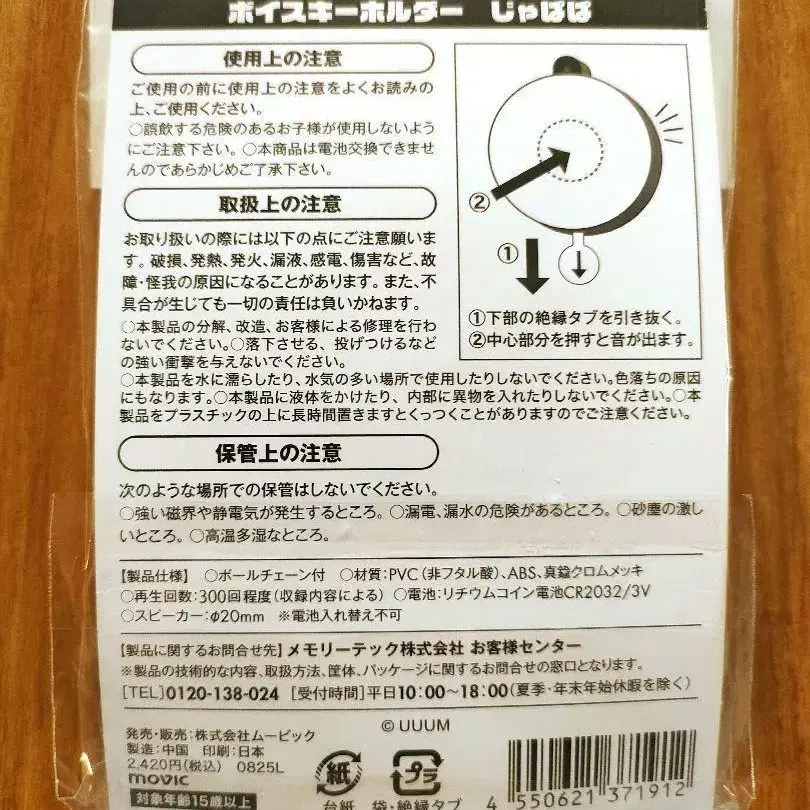 ボイスキーホルダー じゃぱぱ
使用上の注意
ご使用の前に使用上の注意をよくお読みの
上、ご使用ください。
○誤飲する危険のあるお子様が使用しないよう
にご注意下さい。○本商品は電池交換できませ
んのであらかじめご了承下さい。
②
①
①下部の絶縁タブを引き抜く。
②中心部分を押すと音が出ます。
取扱上の注意
お取り扱いの際には以下の点にご注意願いま
す。破損、発熱、発火、漏液、感電、傷害など、故
障・怪我の原因になることがあります。また、不
具合が生じても一切の責任は負いかねます。
○本製品の分解、改造、お客様による修理を行わ
ないでください。○落下させる、投げつけるなど
の強い衝撃を与えないでください。
○本製品を水に濡らしたり、水気の多い場所で使用したりしないでください。色落ちの原因
にもなります。○本製品に液体をかけたり、内部に異物を入れたりしないでください。○本
製品をプラスチックの上に長時間置きますとくっつくことがありますのでご注意ください。
保管上の注意
次のような場所での保管はしないでください。
○強い磁界や静電気が発生するところ。○漏電、漏水の危険があるところ。○砂塵の激し
いところ。○高温多湿なところ。
【製品仕様】 ○ボールチェーン付 ○材質:PVC(非フタル酸)、ABS、真鍮クロムメッキ
○再生回数:300回程度(収録内容による) ○電池:リチウムコイン電池CR2032/3V
○スピーカー:φ20mm ※電池入れ替え不可
【製品に関するお問合せ先】メモリーテック株式会社 お客様センター
※製品の技術的な内容、取扱方法、筐体、パッケージに関するお問合せの窓口となります。
[TEL]0120-138-024 [受付時間]平日10:00〜18:00(夏季・年末年始休暇を除く)
©UUUM
発売・販売:株式会社ムービック
製造:中国 印刷:日本
2,420円(税込) 0825L
movic
対象年齢15歳以上
紙
台紙
プラ
袋・絶縁タブ
4 550621 371912